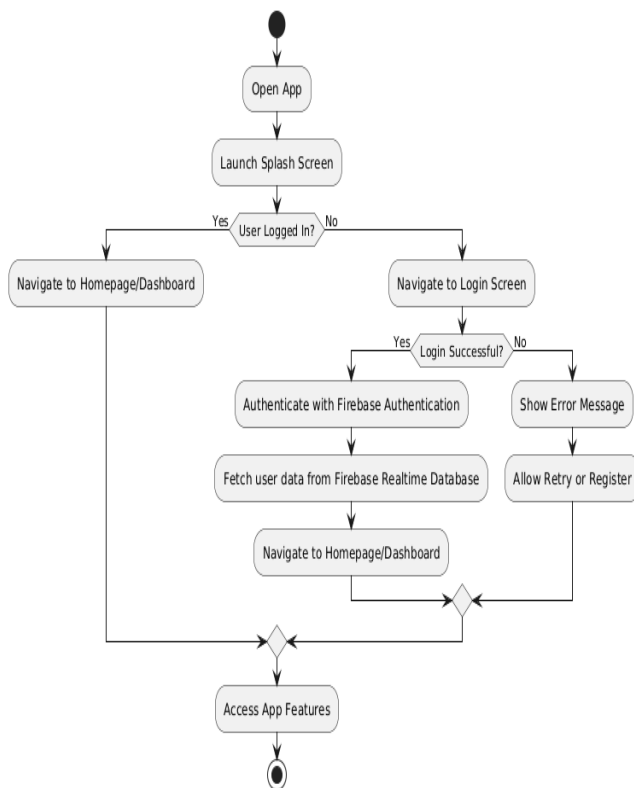 Open App
Launch Splash Screen
Yes
User Logged In?
No
Navigate to Homepage/Dashboard
Navigate to Login Screen
Yes
Login Successful?
No
Authenticate with Firebase Authentication
Show Error Message
Fetch user data from Firebase Realtime Database
Allow Retry or Register
Navigate to Homepage/Dashboard
Access App Features